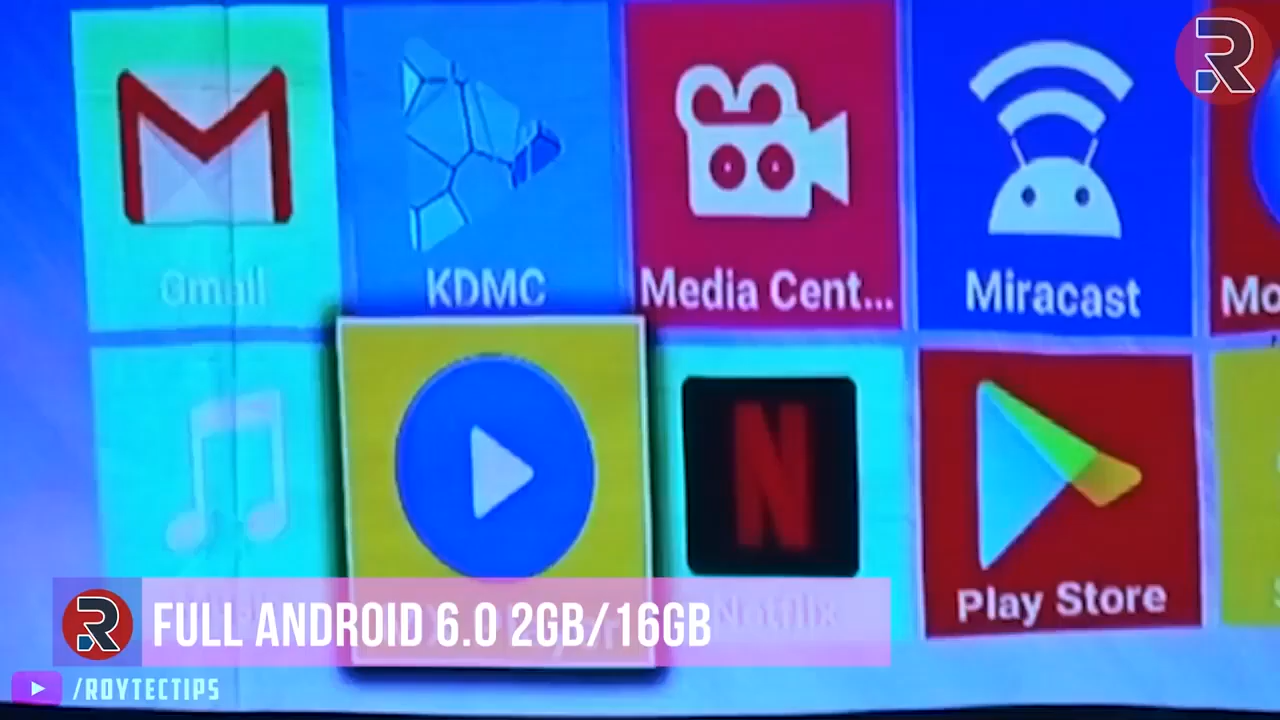 Gmail
KDMC
Media Cent...
Miracast
Mo
Play Store
FULL ANDROID 6.0 2GB/16GB
/ROYTECTIPS